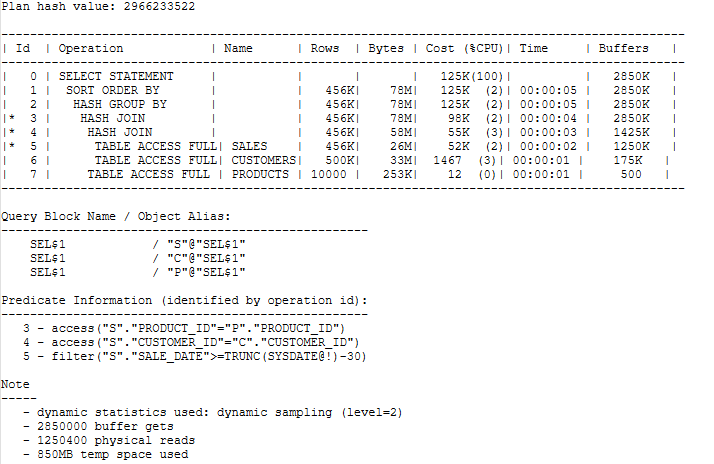 Plan hash value: 2966233522
---------------------------------------------------------------------------------------------
| Id  | Operation             | Name      | Rows  | Bytes | Cost (%CPU)| Time     | Buffers   |
---------------------------------------------------------------------------------------------
|   0 | SELECT STATEMENT      |           |       |       |   125K(100)|          |   2850K   |
|   1 |  SORT ORDER BY        |           |   456K|    78M|   125K  (2)| 00:00:05 |   2850K   |
|   2 |   HASH GROUP BY       |           |   456K|    78M|   125K  (2)| 00:00:05 |   2850K   |
|*  3 |    HASH JOIN          |           |   456K|    78M|    98K  (2)| 00:00:04 |   2850K   |
|*  4 |     HASH JOIN         |           |   456K|    58M|    55K  (3)| 00:00:03 |   1425K   |
|*  5 |      TABLE ACCESS FULL| SALES     |   456K|    26M|    52K  (2)| 00:00:02 |   1250K   |
|   6 |      TABLE ACCESS FULL| CUSTOMERS|   500K|    33M|  1467   (3)| 00:00:01 |   175K   |
|   7 |     TABLE ACCESS FULL | PRODUCTS | 10000 |   253K|    12   (0)| 00:00:01 |   500    |
---------------------------------------------------------------------------------------------
Query Block Name / Object Alias:
--------------------------------------------------
    SEL$1           / "S"@"SEL$1"
    SEL$1           / "C"@"SEL$1"
    SEL$1           / "P"@"SEL$1"
Predicate Information (identified by operation id):
--------------------------------------------------
   3 - access("S"."PRODUCT_ID"="P"."PRODUCT_ID")
   4 - access("S"."CUSTOMER_ID"="C"."CUSTOMER_ID")
   5 - filter("S"."SALE_DATE">=TRUNC(SYSDATE@!)-30)
Note
-----
   - dynamic statistics used: dynamic sampling (level=2)
   - 2850000 buffer gets
   - 1250400 physical reads
   - 850MB temp space used